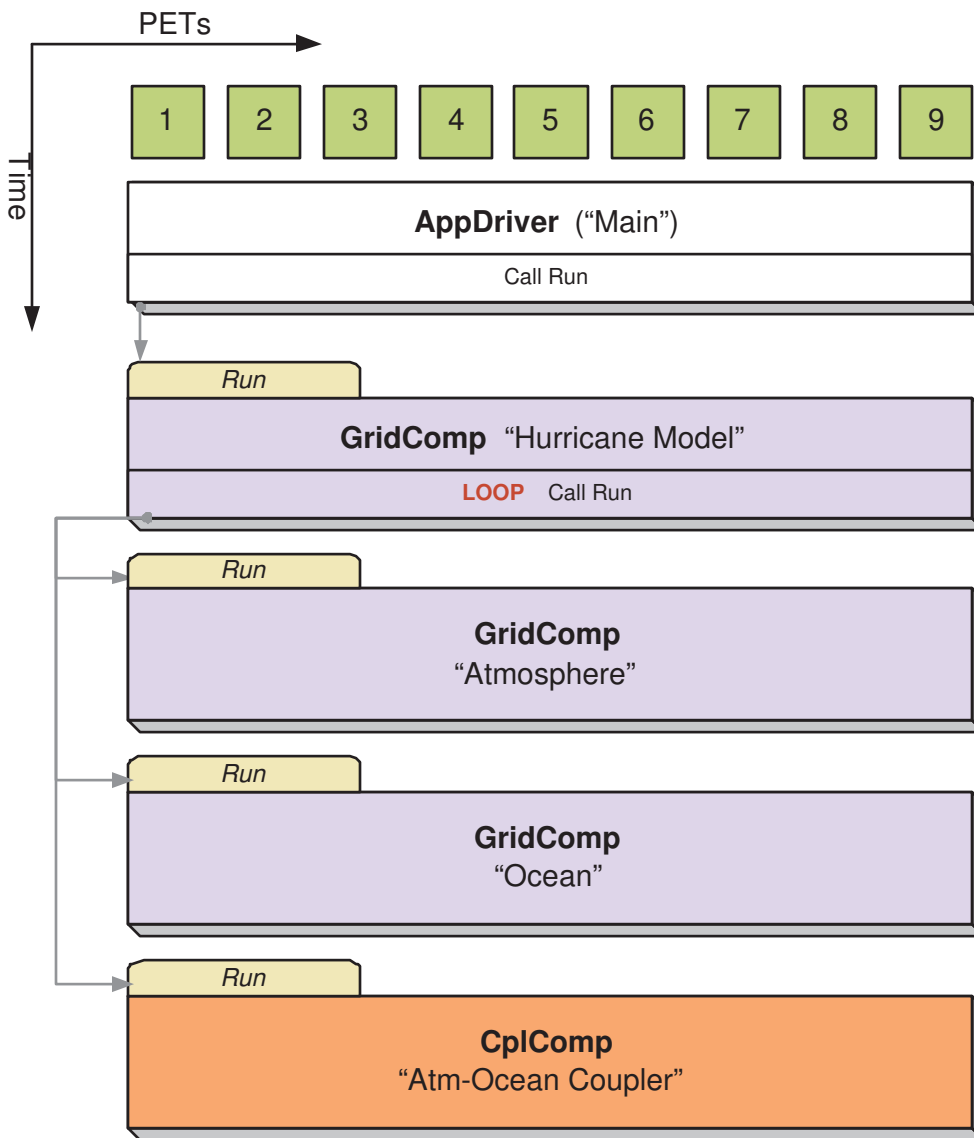 PETs
Time
1 2 3 4 5 6 7 8 9
AppDriver (“Main”)
Call Run
Run
GridComp “Hurricane Model”
LOOP Call Run
Run
GridComp
“Atmosphere”
Run
GridComp
“Ocean”
Run
CplComp
“Atm-Ocean Coupler”